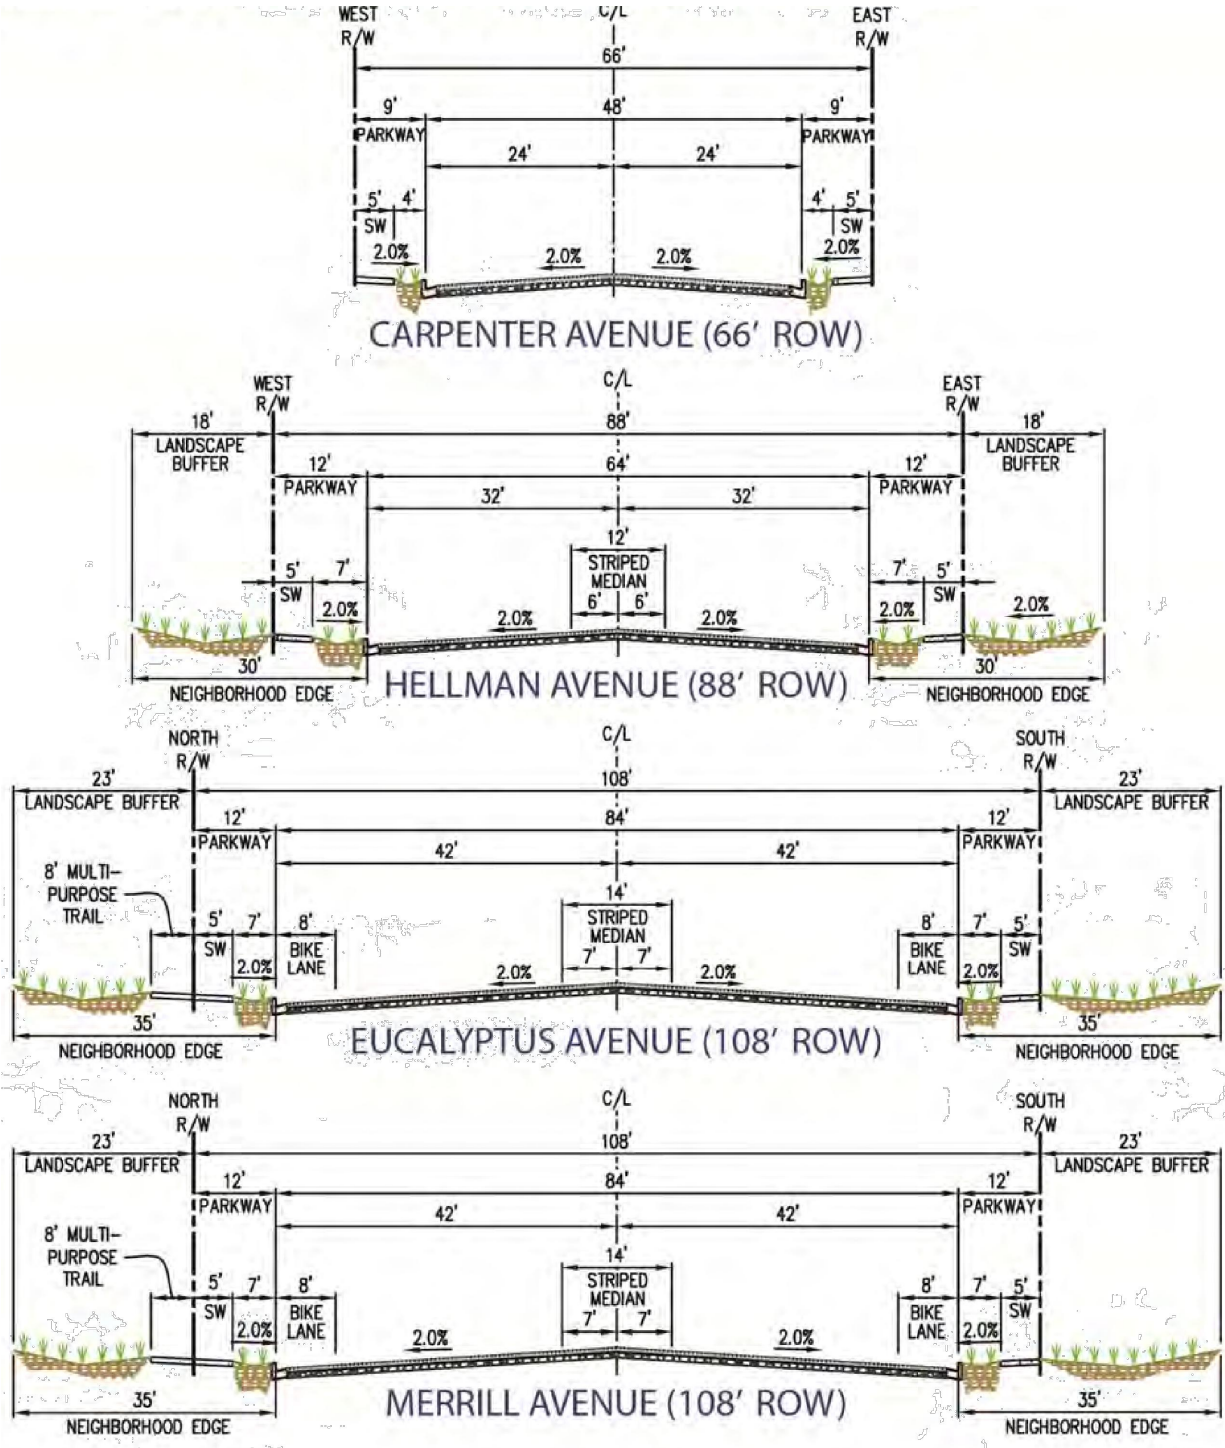 WEST C/L EAST
R/W R/W
66'
9' 48' 9'
PARKWAY PARKWAY
24' 24'
5' 4' 4' 5'
SW SW
2.0% 2.0% 2.0% 2.0%
CARPENTER AVENUE (66' ROW)
WEST C/L EAST
R/W R/W
18' 88' 18'
LANDSCAPE LANDSCAPE
BUFFER BUFFER
12' 64' 12'
PARKWAY PARKWAY
32' 32'
12'
STRIPED
MEDIAN
5' 7' 7' 5'
SW SW
6' 6'
2.0% 2.0% 2.0% 2.0% 2.0%
30' 30'
HELLMAN AVENUE (88' ROW)
NEIGHBORHOOD EDGE NEIGHBORHOOD EDGE
NORTH C/L SOUTH
R/W R/W
23' 108' 23'
LANDSCAPE BUFFER LANDSCAPE BUFFER
12' 84' 12'
PARKWAY PARKWAY
42' 42'
8' MULTI-
PURPOSE
TRAIL
14'
STRIPED
MEDIAN
5' 7' 8' 8' 7' 5'
SW BIKE BIKE SW
LANE LANE
7' 7'
2.0% 2.0% 2.0% 2.0%
35' 35'
EUCALYPTUS AVENUE (108' ROW)
NEIGHBORHOOD EDGE NEIGHBORHOOD EDGE
NORTH C/L SOUTH
R/W R/W
23' 108' 23'
LANDSCAPE BUFFER LANDSCAPE BUFFER
12' 84' 12'
PARKWAY PARKWAY
42' 42'
8' MULTI-
PURPOSE
TRAIL
14'
STRIPED
MEDIAN
5' 7' 8' 8' 7' 5'
SW BIKE BIKE SW
LANE LANE
7' 7'
2.0% 2.0% 2.0% 2.0%
35' 35'
MERRILL AVENUE (108' ROW)
NEIGHBORHOOD EDGE NEIGHBORHOOD EDGE